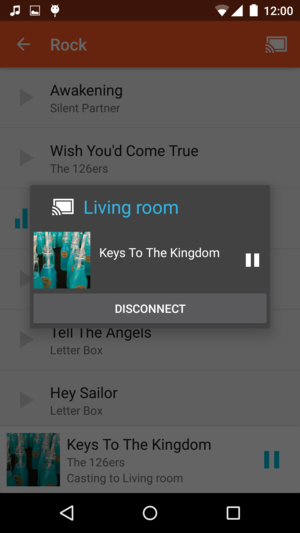 12:00
Rock
Awakening
Silent Partner
Wish You'd Come True
The 126ers
Living room
Keys To The Kingdom
DISCONNECT
Tell The Angels
Letter Box
Hey Sailor
Letter Box
Keys To The Kingdom
The 126ers
Casting to Living room